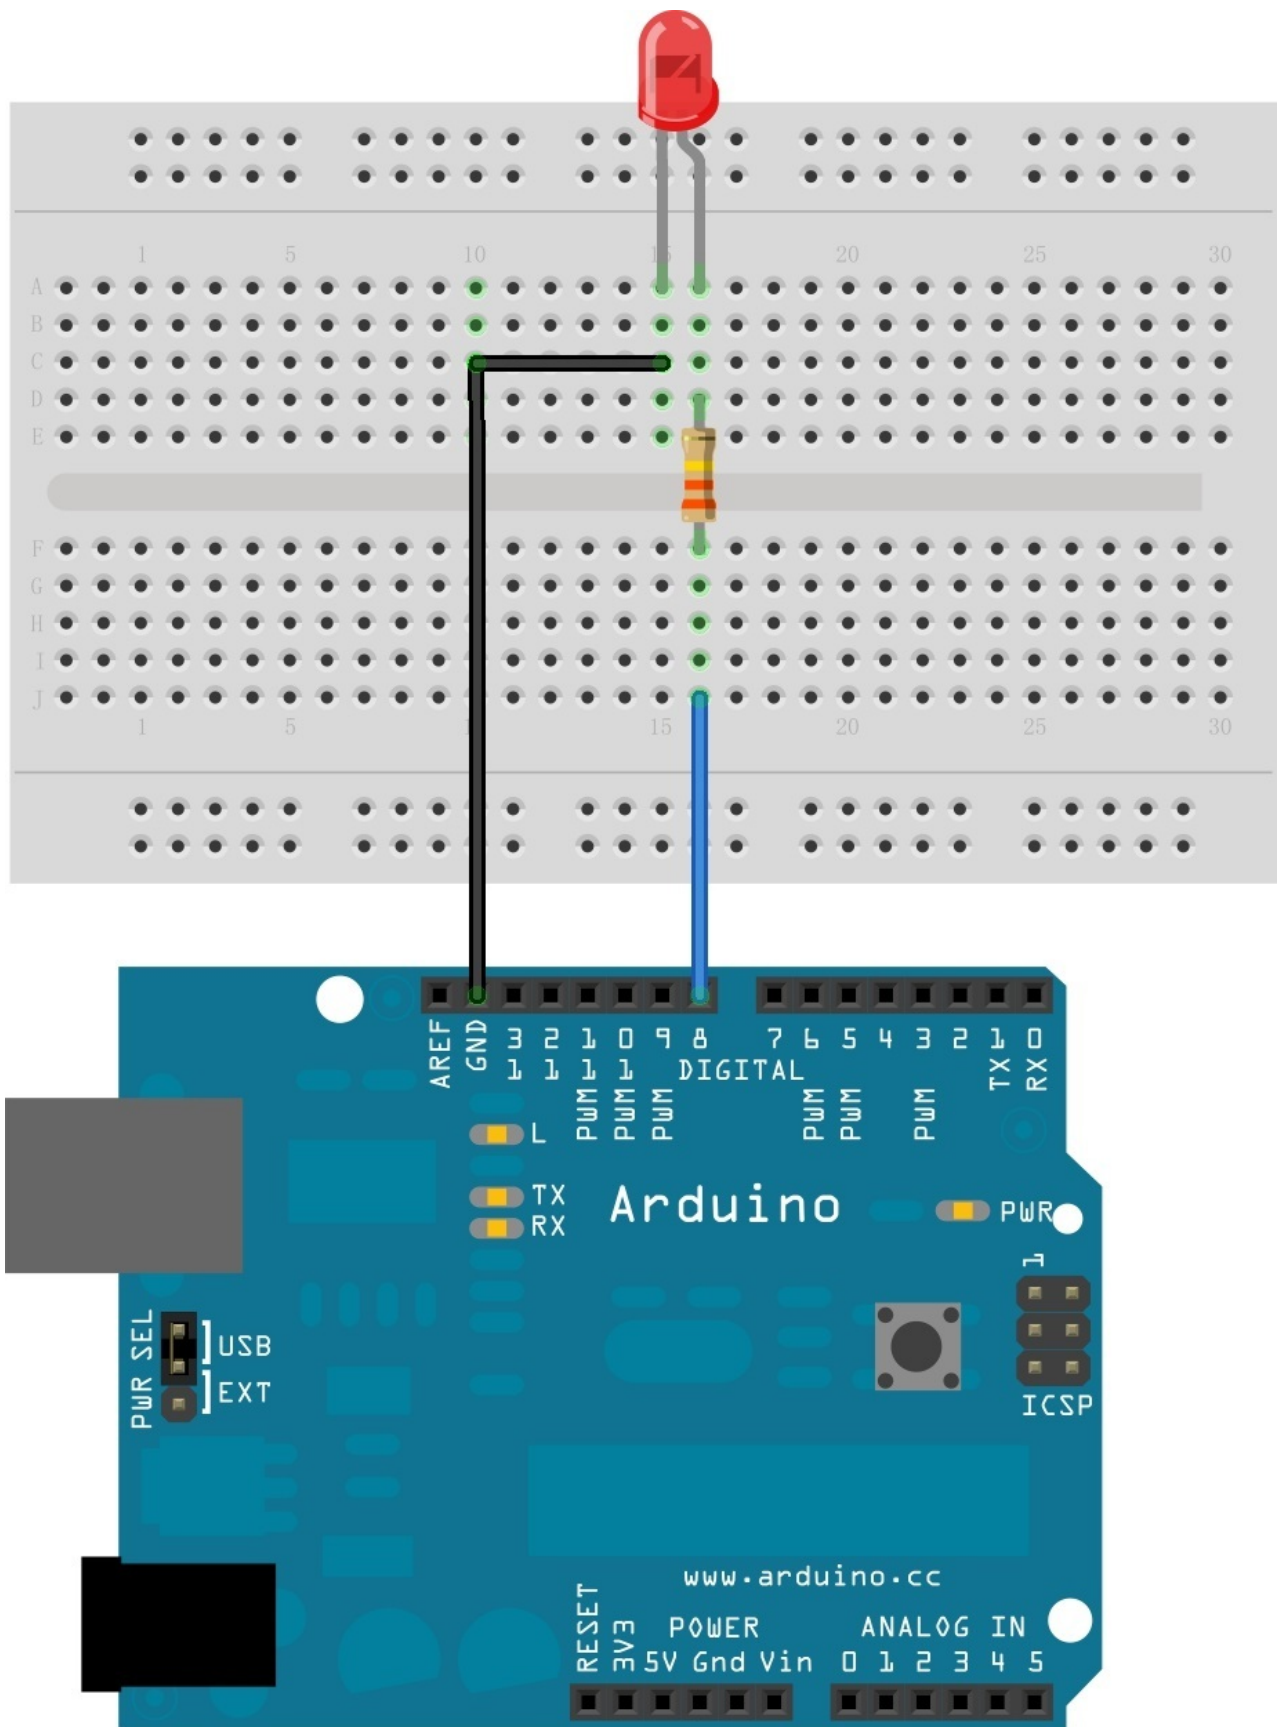 1 5 10 15 20 25 30
A
B
C
D
E
F
G
H
I
J
1 5 15 20 25 30
AREF GND 13 12 11 10 9 8 7 6 5 4 3 2 1 0
DIGITAL
TX RX
PWM PWM PWM PWM PWM PWM
L
TX
RX
Arduino
PWR
1
ICSP
PWR SEL
USB
EXT
www.arduino.cc
RESET 3V3
POWER ANALOG IN
5V Gnd Vin 0 1 2 3 4 5